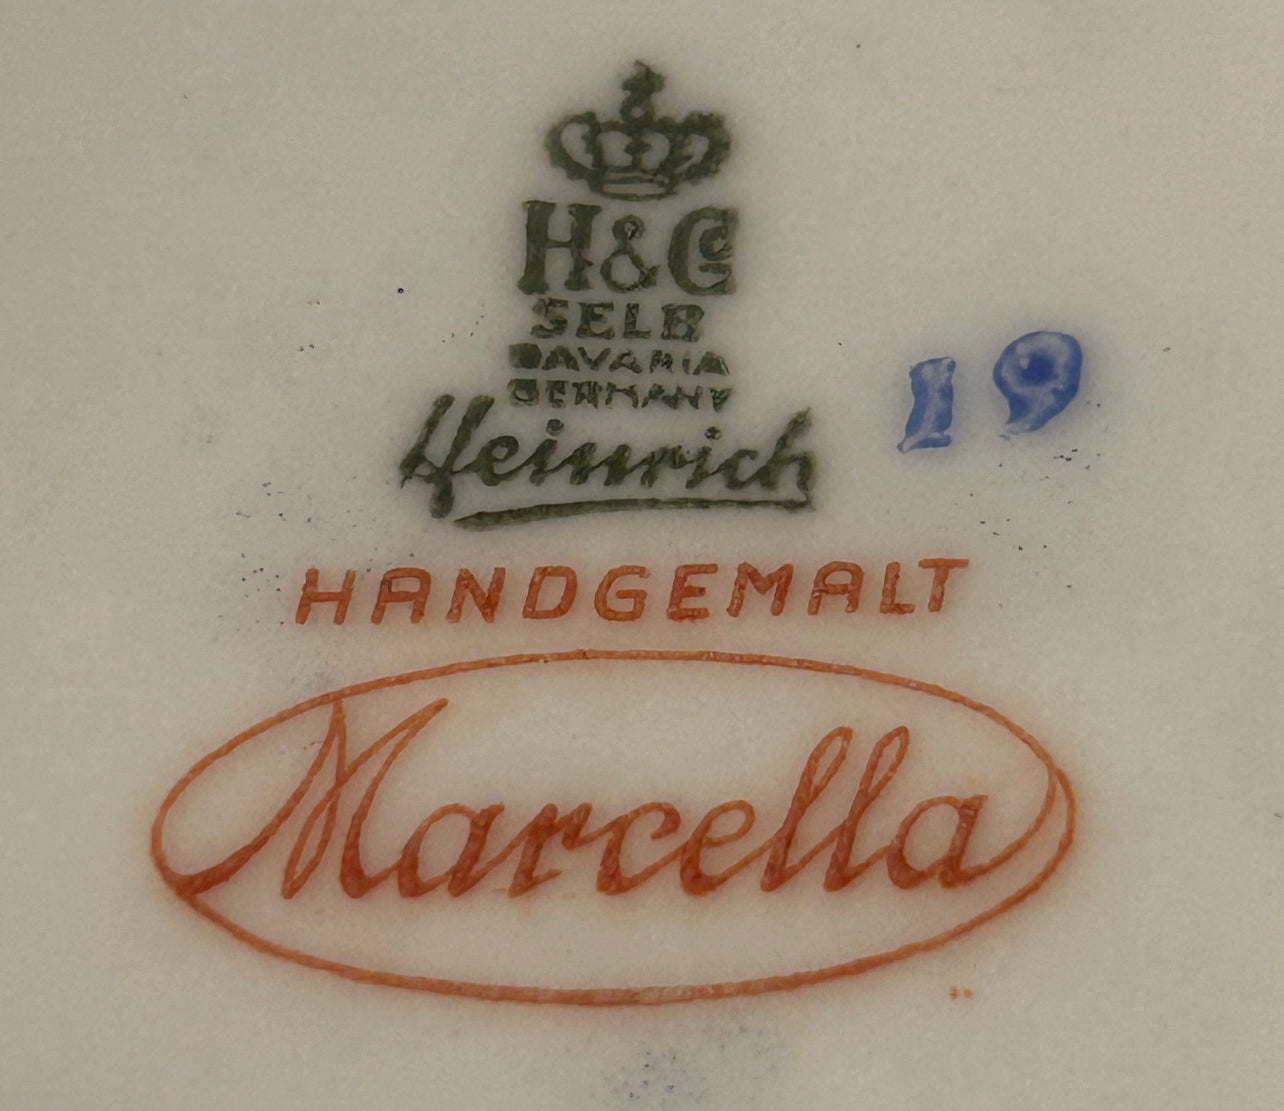 H&Co
SELB
BAVARIA
GERMANY
Heinrich
19
HANDGEMALT
Marcella